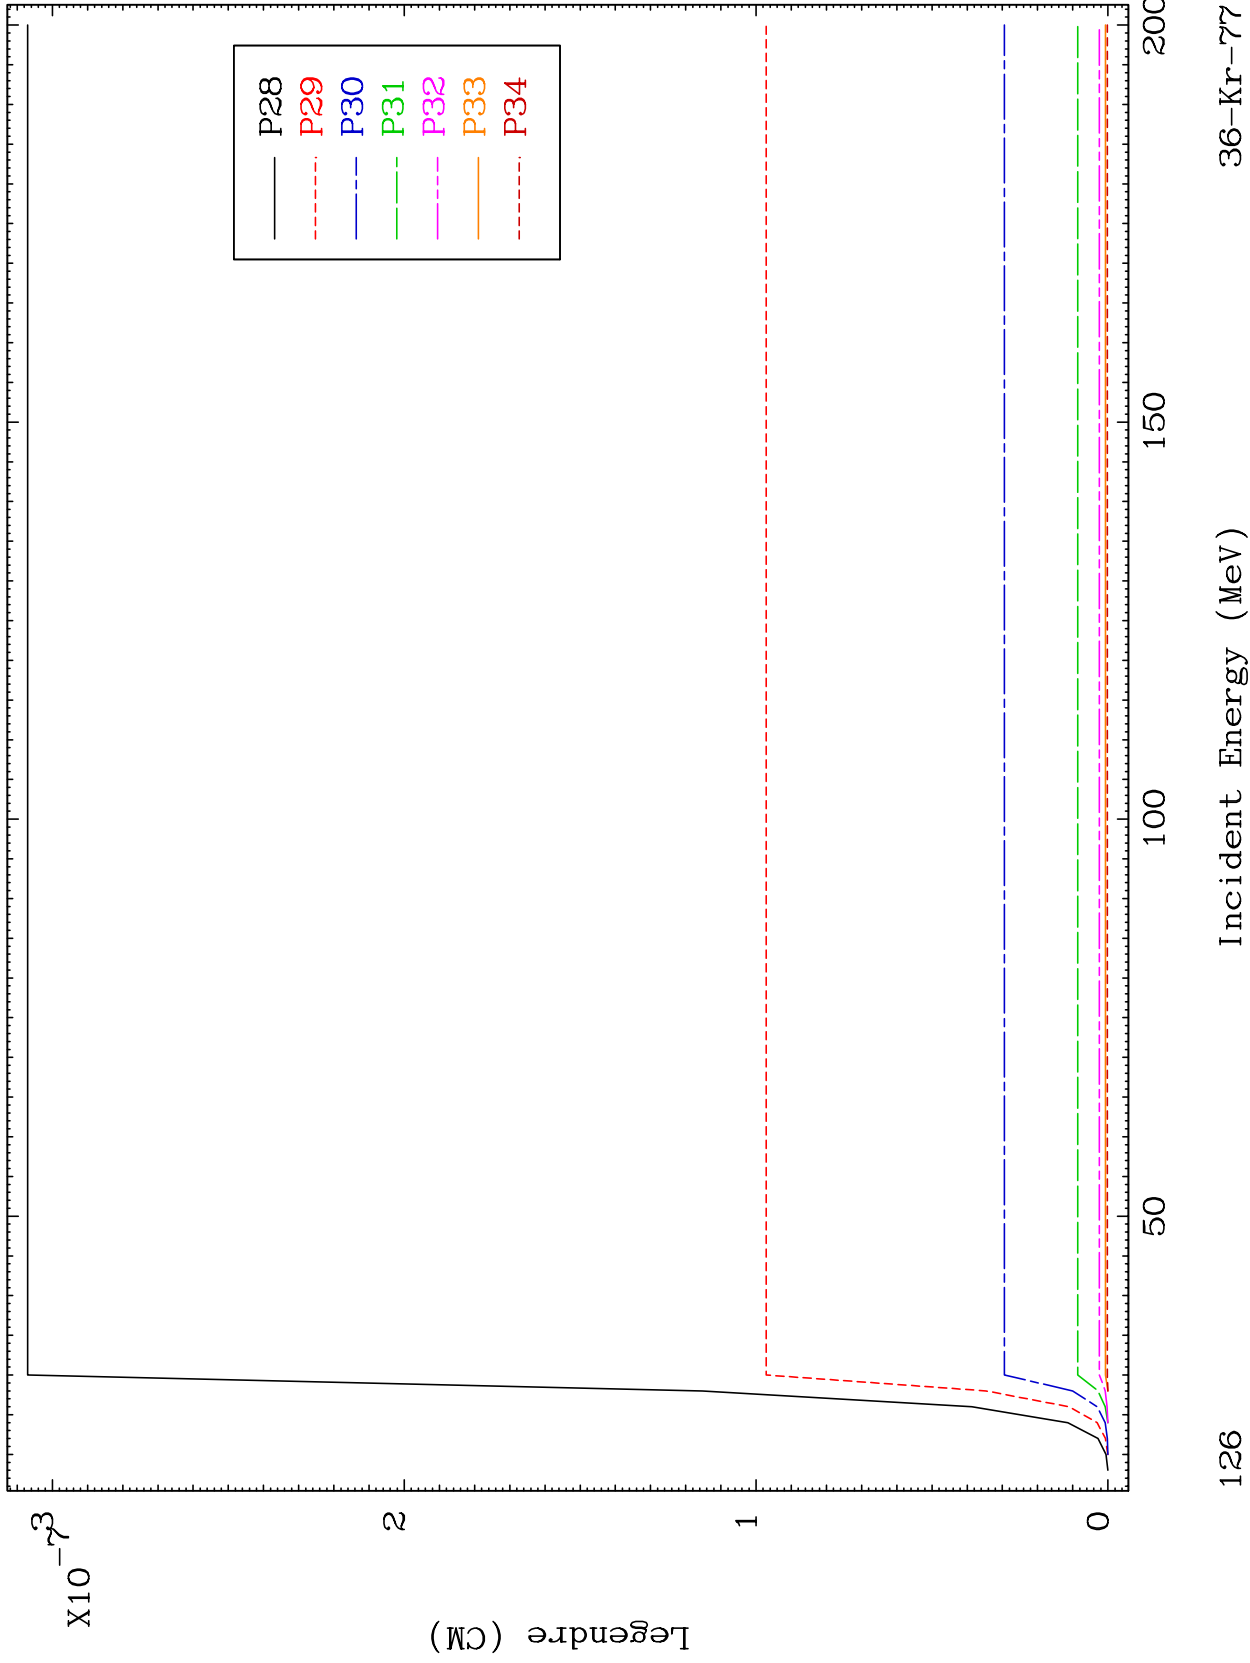 X10-7
3
2
1
0
Legendre (CM)
P28
P29
P30
P31
P32
P33
P34
50
100
150
200
Incident Energy (MeV)
126
36-Kr-77